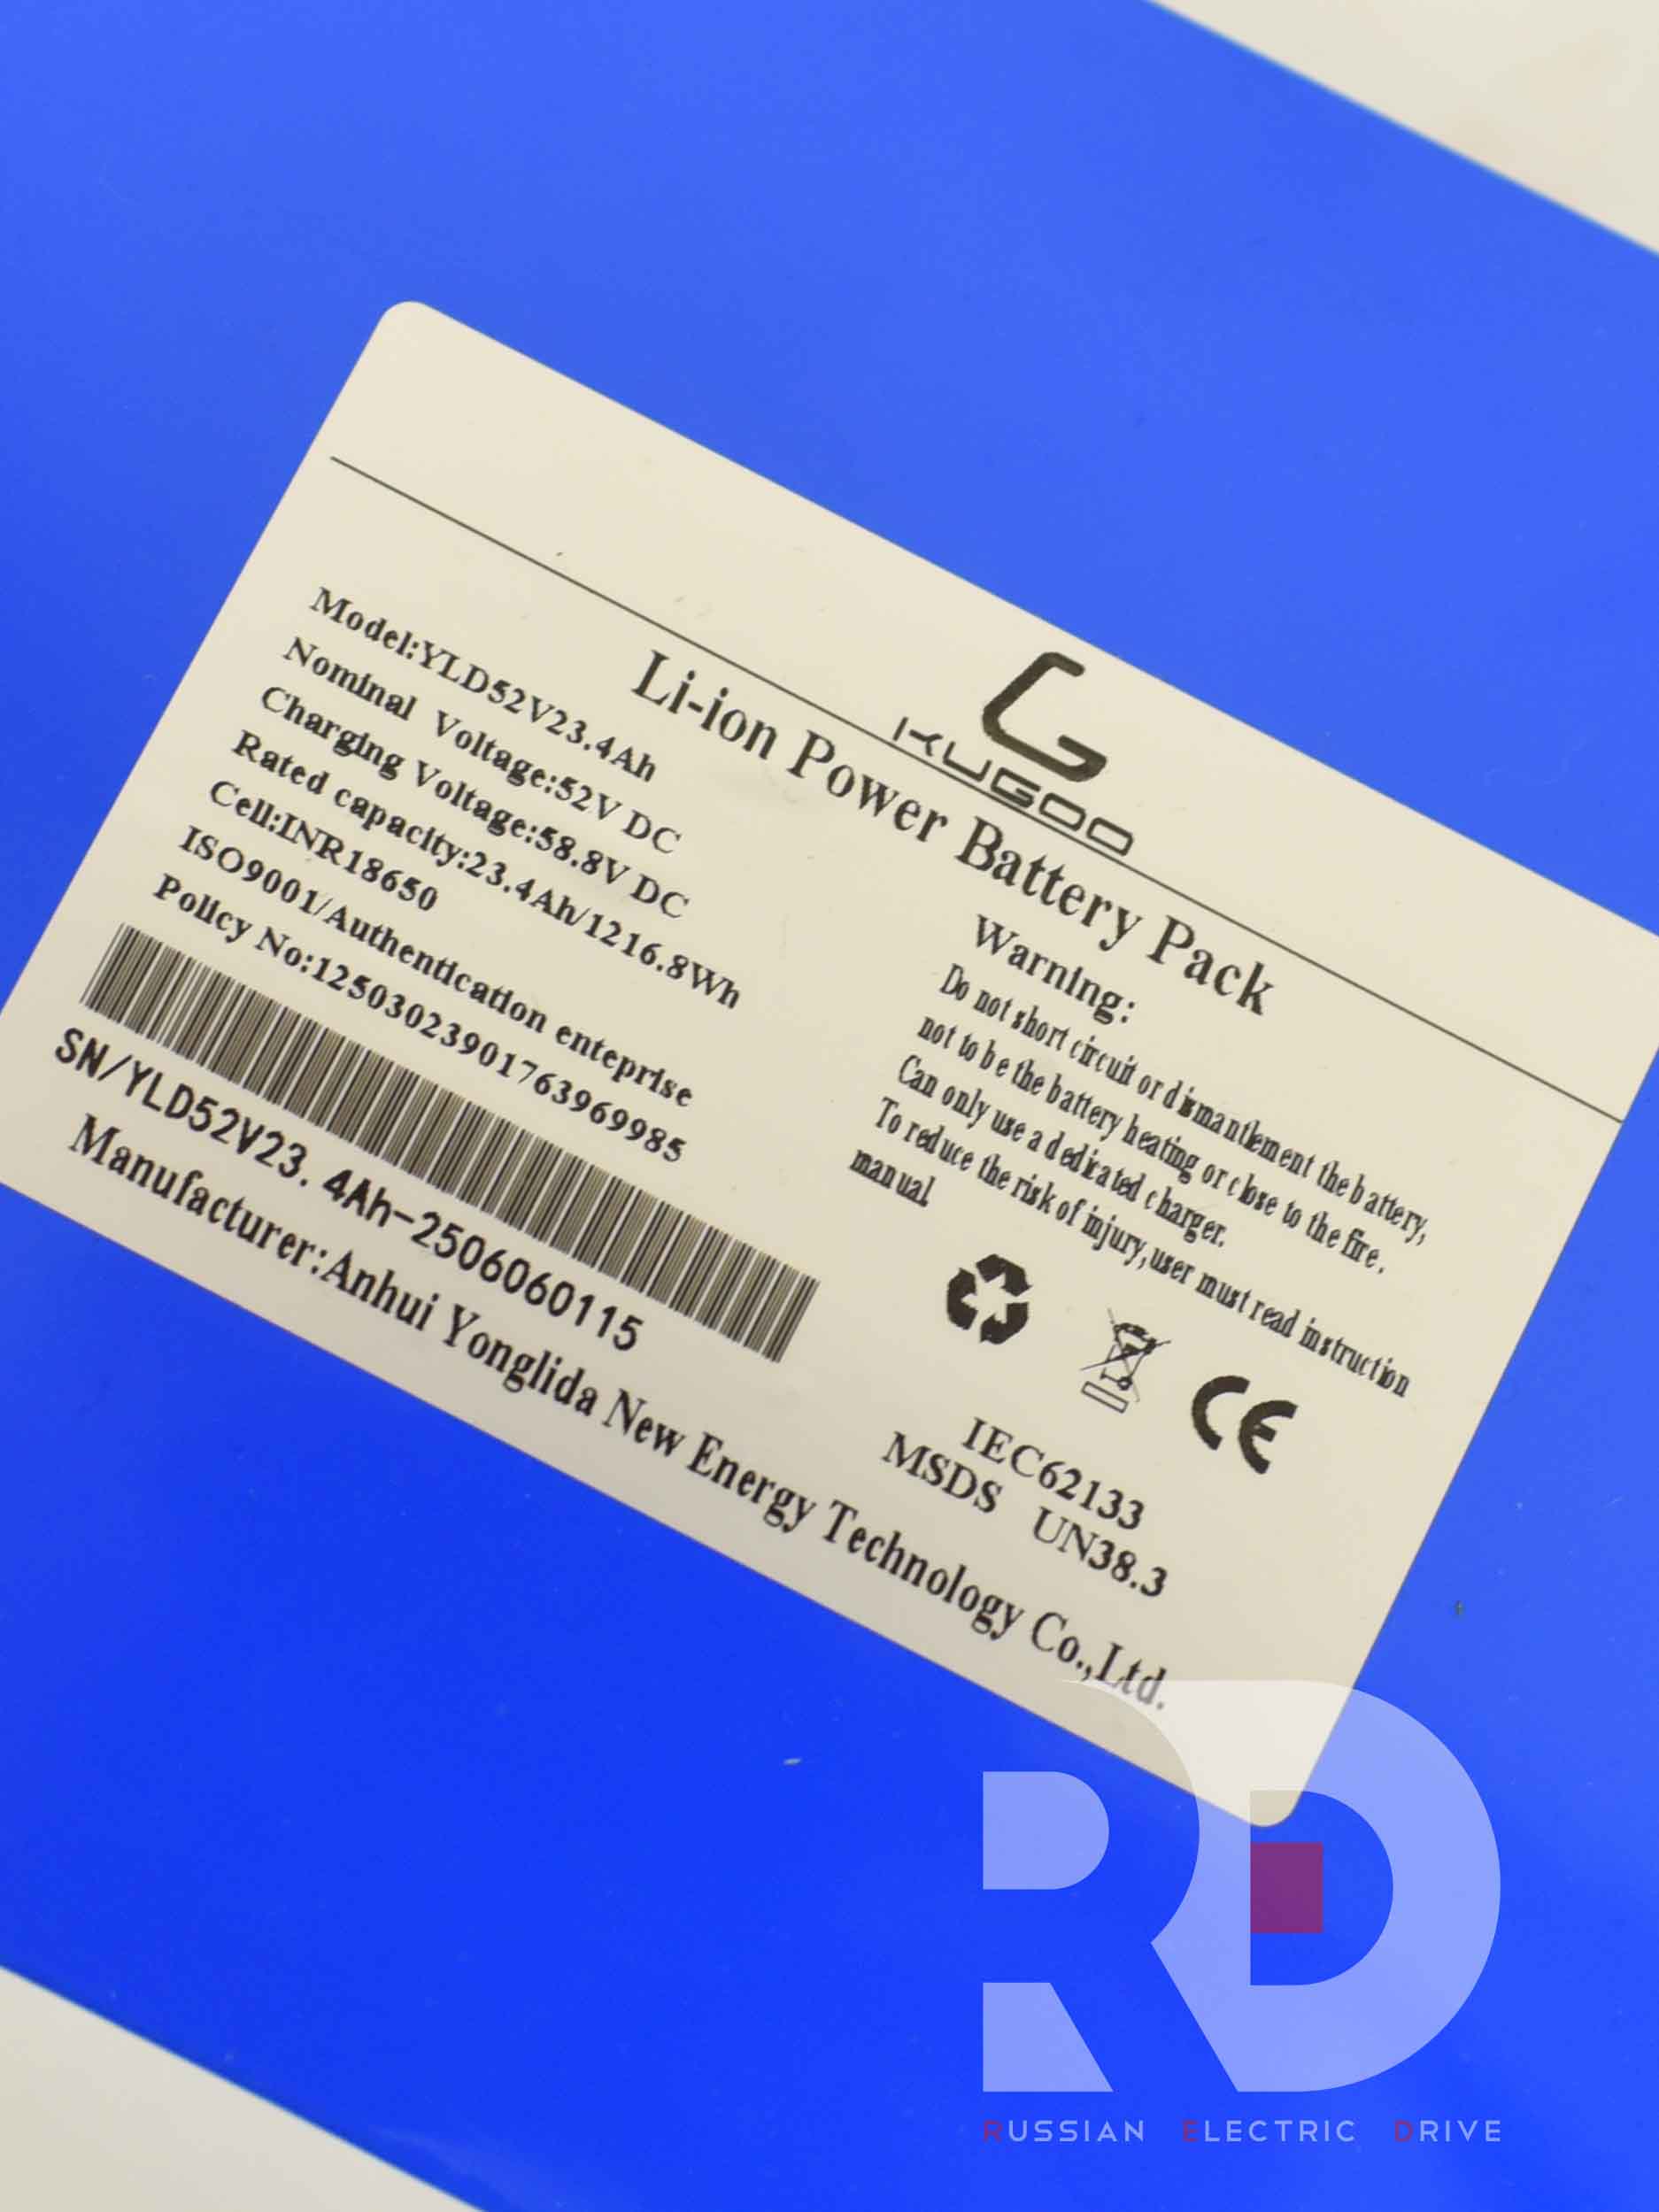 KUGOO
Li-ion Power Battery Pack
Model:YLD52V23.4Ah
Nominal Voltage:52V DC
Charging Voltage:58.8V DC
Rated capacity:23.4Ah/1216.8Wh
Cell:INR18650
ISO9001/Authentication enteprise
Policy No:12503023901763969985
SN/YLD52V23.4Ah-2506060115
Warning:
Do not short circuit or dismantlement the battery,
not to be the battery heating or close to the fire.
Can only use a dedicated charger.
To reduce the risk of injury,user must read instruction
manual
CE
IEC62133
MSDS UN38.3
Manufacturer:Anhui Yonglida New Energy Technology Co.,Ltd.
RD
RUSSIAN ELECTRIC DRIVE